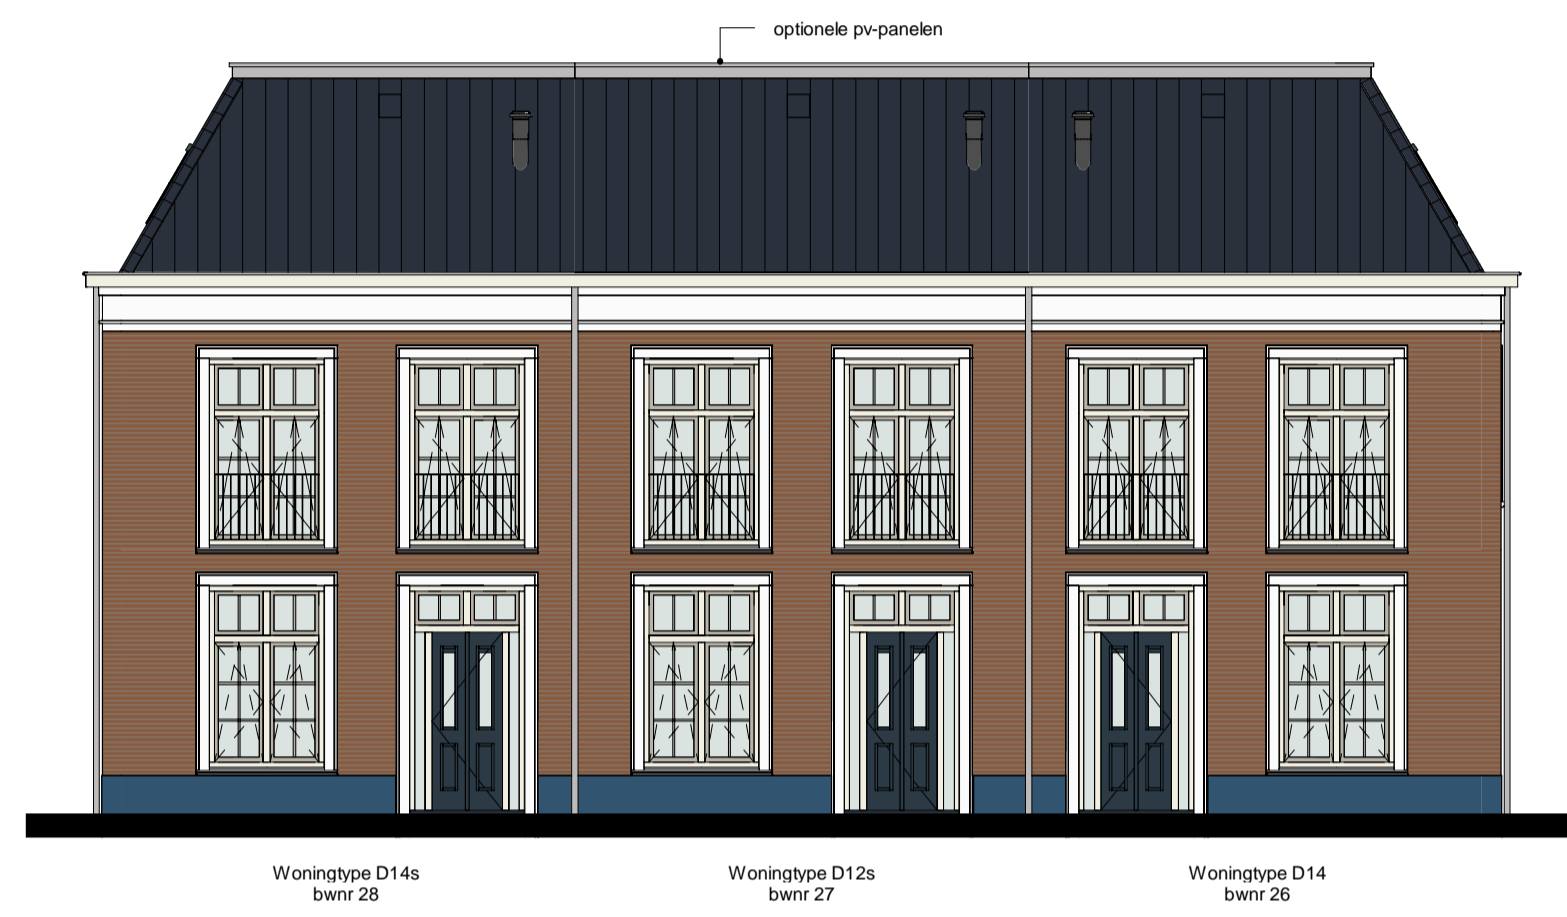 optionele pv-panelen
Woningtype D14s
bwnr 28
Woningtype D12s
bwnr 27
Woningtype D14
bwnr 26